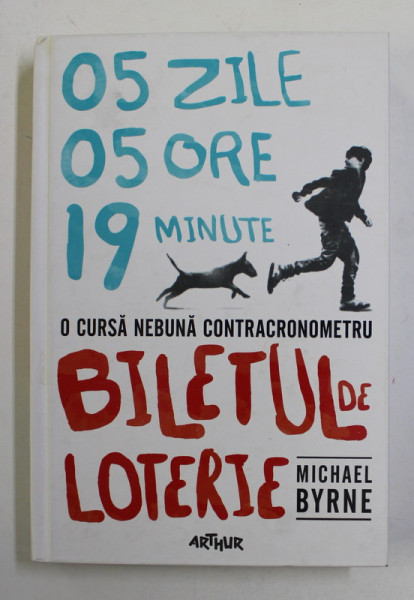 05 ZILE
05 ORE
19 MINUTE
O CURSĂ NEBUNĂ CONTRACRONOMETRU
BILETUL DE
LOTERIE
MICHAEL
BYRNE
ARTHUR